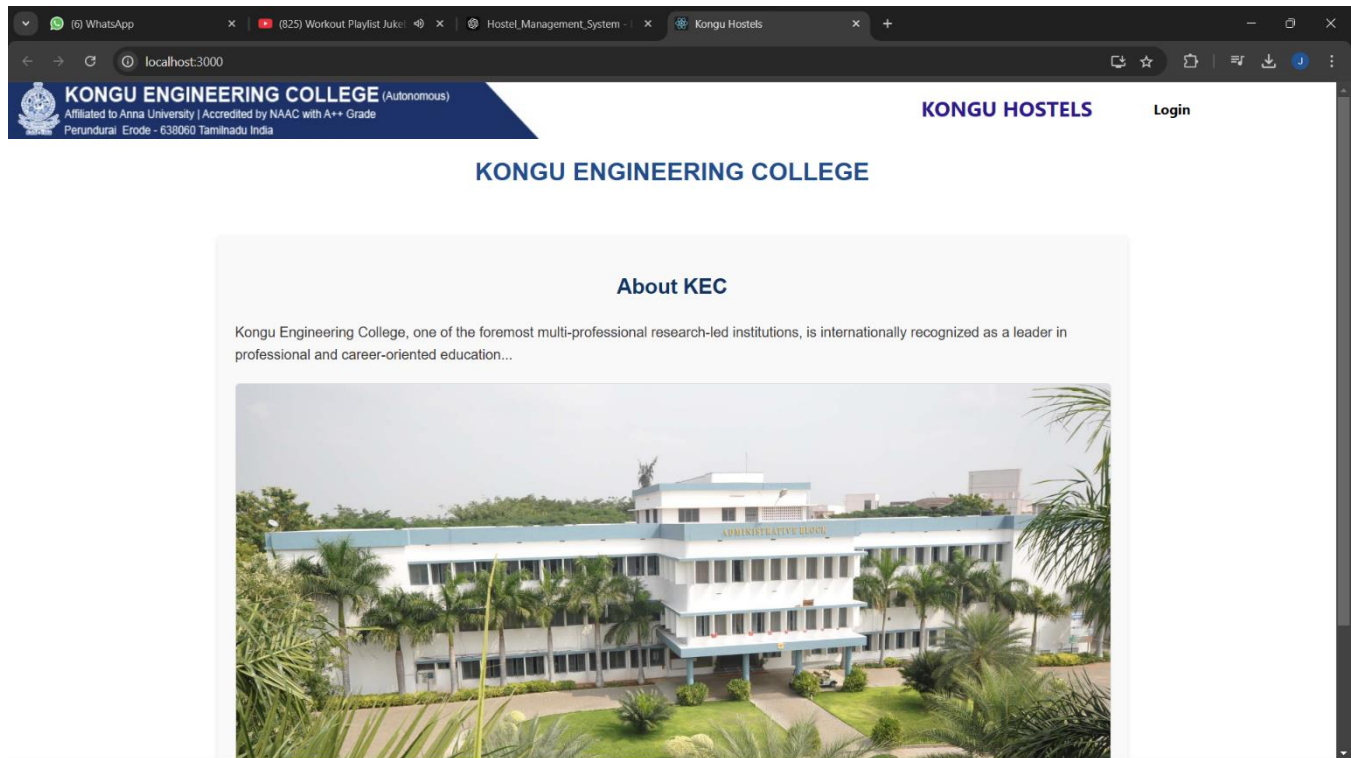 (6) WhatsApp
(825) Workout Playlist Juke
Hostel_Management_System -
Kongu Hostels
localhost:3000
J
KONGU ENGINEERING COLLEGE (Autonomous)
Affiliated to Anna University | Accredited by NAAC with A++ Grade
Perundurai Erode - 638060 Tamilnadu India
KONGU HOSTELS
Login
KONGU ENGINEERING COLLEGE
About KEC
Kongu Engineering College, one of the foremost multi-professional research-led institutions, is internationally recognized as a leader in
professional and career-oriented education...
ADMINISTRATIVE BLOCK